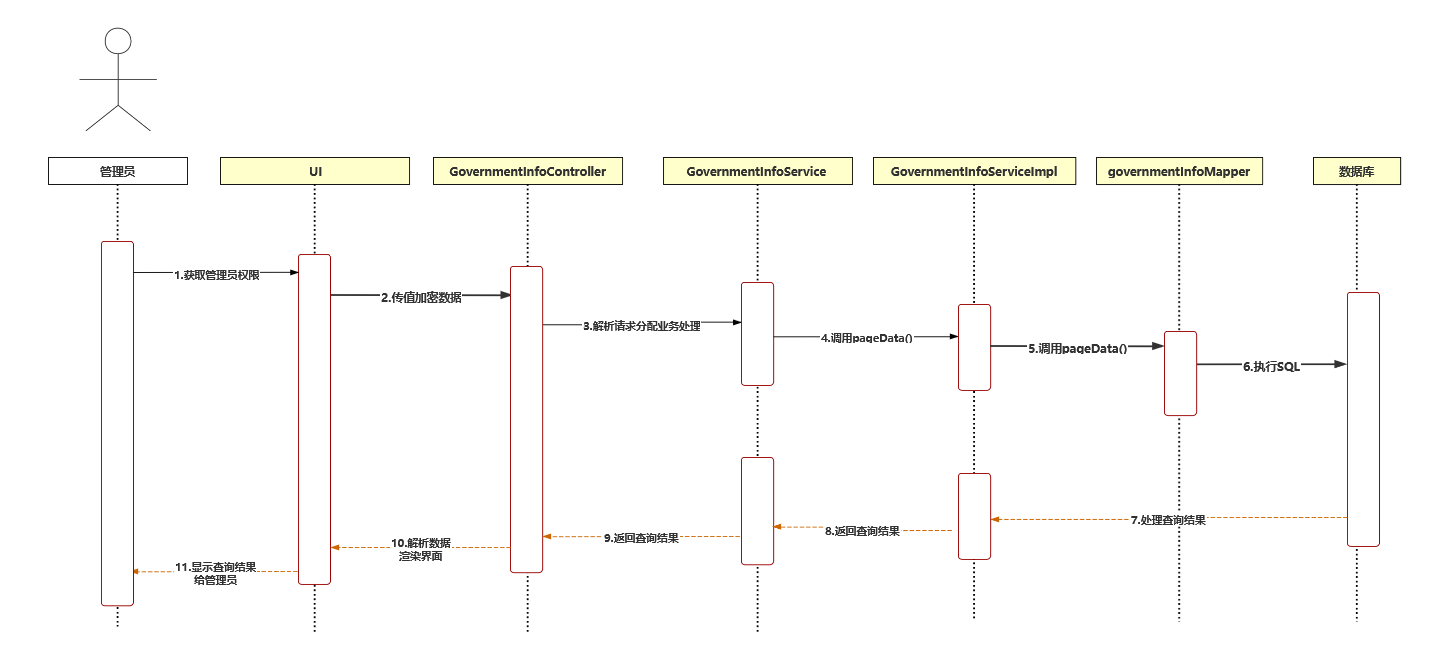 管理员
UI
GovernmentInfoController
GovernmentInfoService
GovernmentInfoServiceImpl
governmentInfoMapper
数据库
1.获取管理员权限
2.传值加密数据
3.解析请求分配业务处理
4.调用pageData()
5.调用pageData()
6.执行SQL
7.处理查询结果
8.返回查询结果
9.返回查询结果
10.解析数据
渲染界面
11.显示查询结果
给管理员